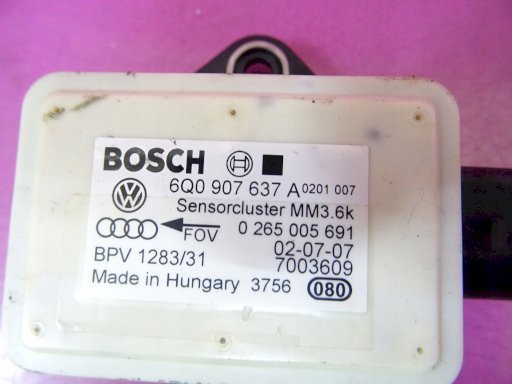 BOSCH
6Q0 907 637 A 0201 007
Sensorcluster MM3.6k
FOV 0 265 005 691
BPV 1283/31 02-07-07
7003609
Made in Hungary 3756 080